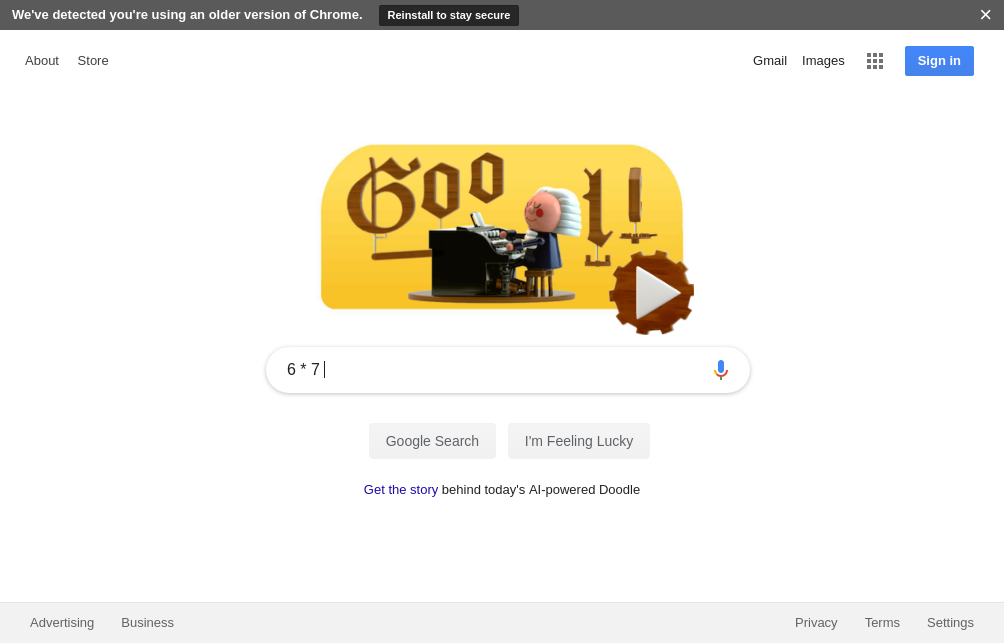 We've detected you're using an older version of Chrome. Reinstall to stay secure
About Store Gmail Images Sign in
6 * 7
Google Search I'm Feeling Lucky
Get the story behind today's AI-powered Doodle
Advertising Business Privacy Terms Settings